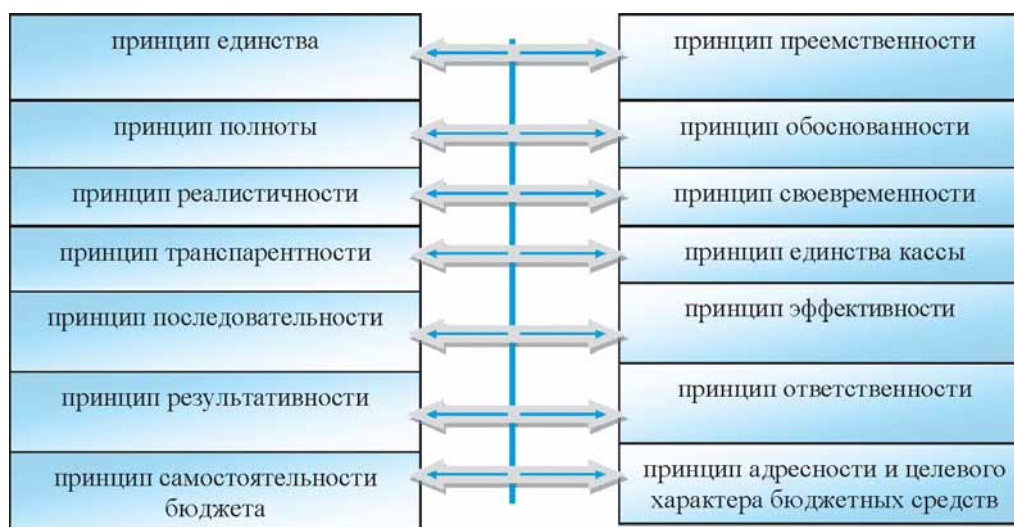 принцип единства
принцип преемственности
принцип полноты
принцип обоснованности
принцип реалистичности
принцип своевременности
принцип транспарентности
принцип единства кассы
принцип последовательности
принцип эффективности
принцип результативности
принцип ответственности
принцип самостоятельности
бюджета
принцип адресности и целевого
характера бюджетных средств